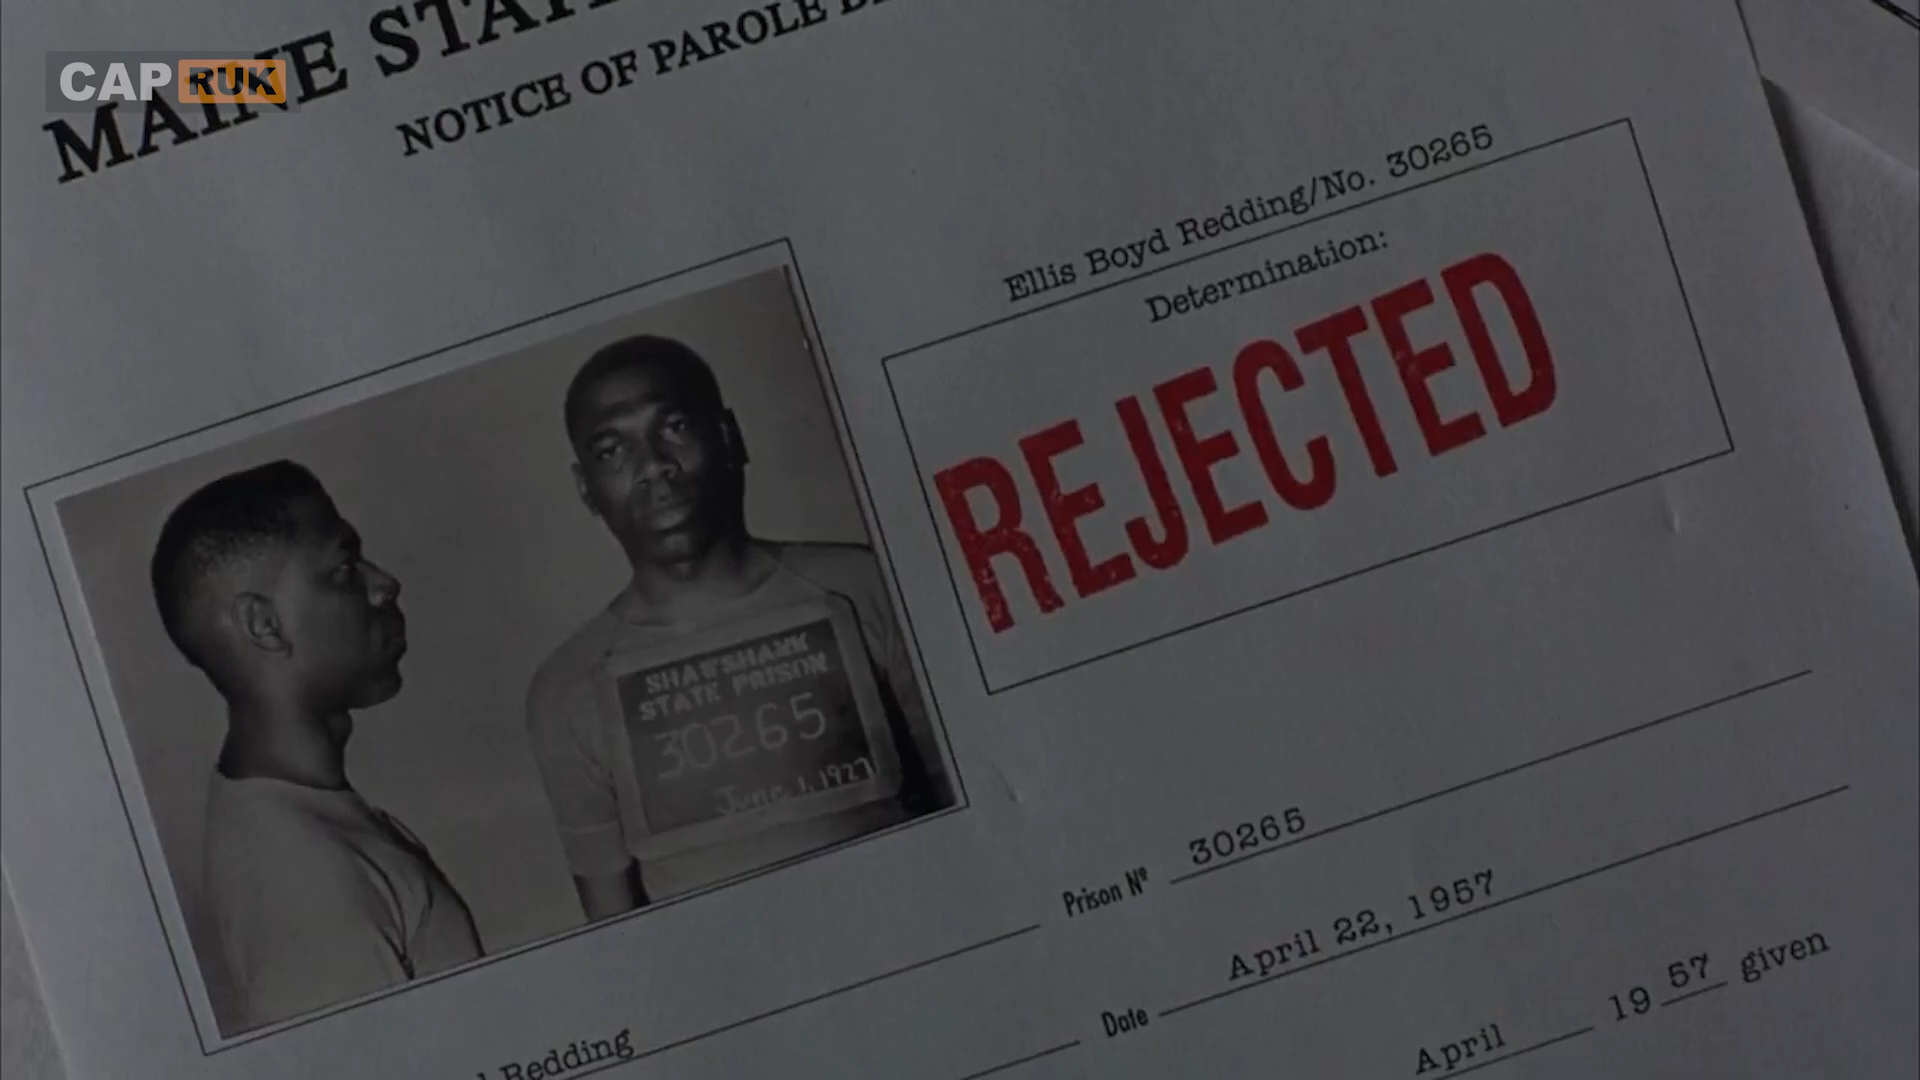 CAP RUK
MAINE STAT
NOTICE OF PAROLE
Ellis Boyd Redding/No. 30265
Determination:
REJECTED
SHAWSHANK
STATE PRISON
30265
June 1, 1927
Prison Nº 30265
Redding
Date April 22, 1957
April 19 57 given